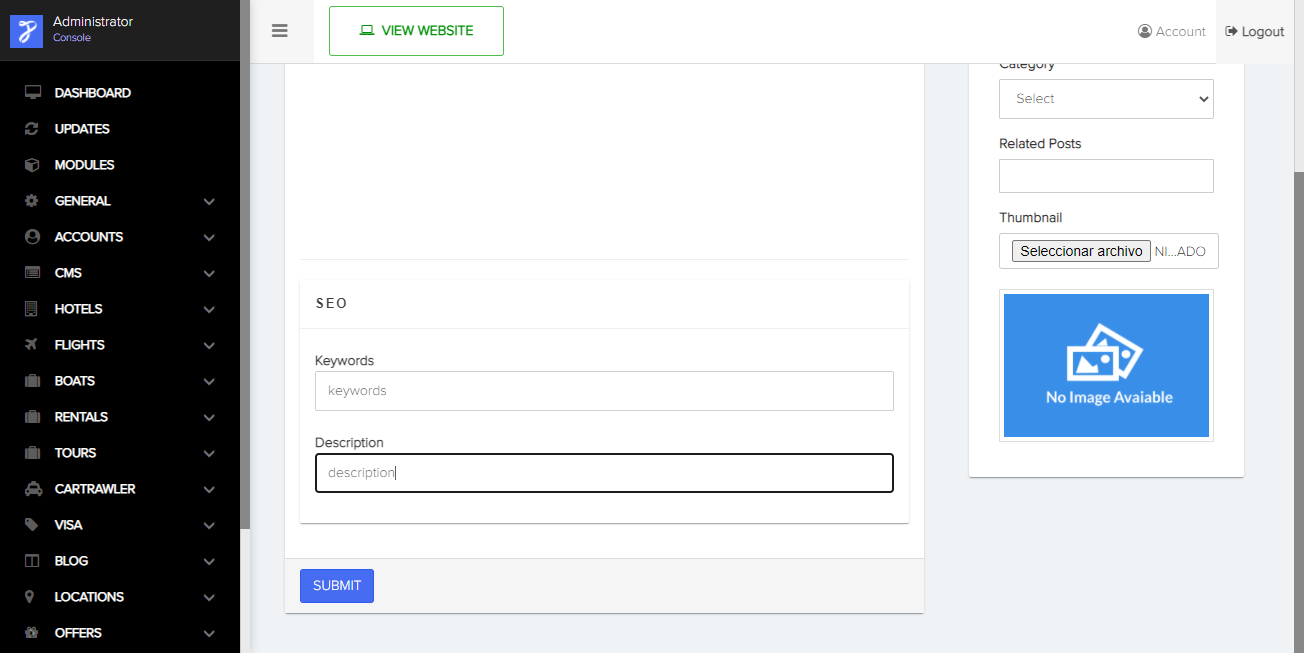 Administrator
Console
VIEW WEBSITE
Account
Logout
DASHBOARD
UPDATES
MODULES
GENERAL
ACCOUNTS
CMS
HOTELS
FLIGHTS
BOATS
RENTALS
TOURS
CARTRAWLER
VISA
BLOG
LOCATIONS
OFFERS
SEO
Keywords
keywords
Description
description
SUBMIT
Category
Select
Related Posts
Thumbnail
Seleccionar archivo NI...ADO
No Image Avaiable